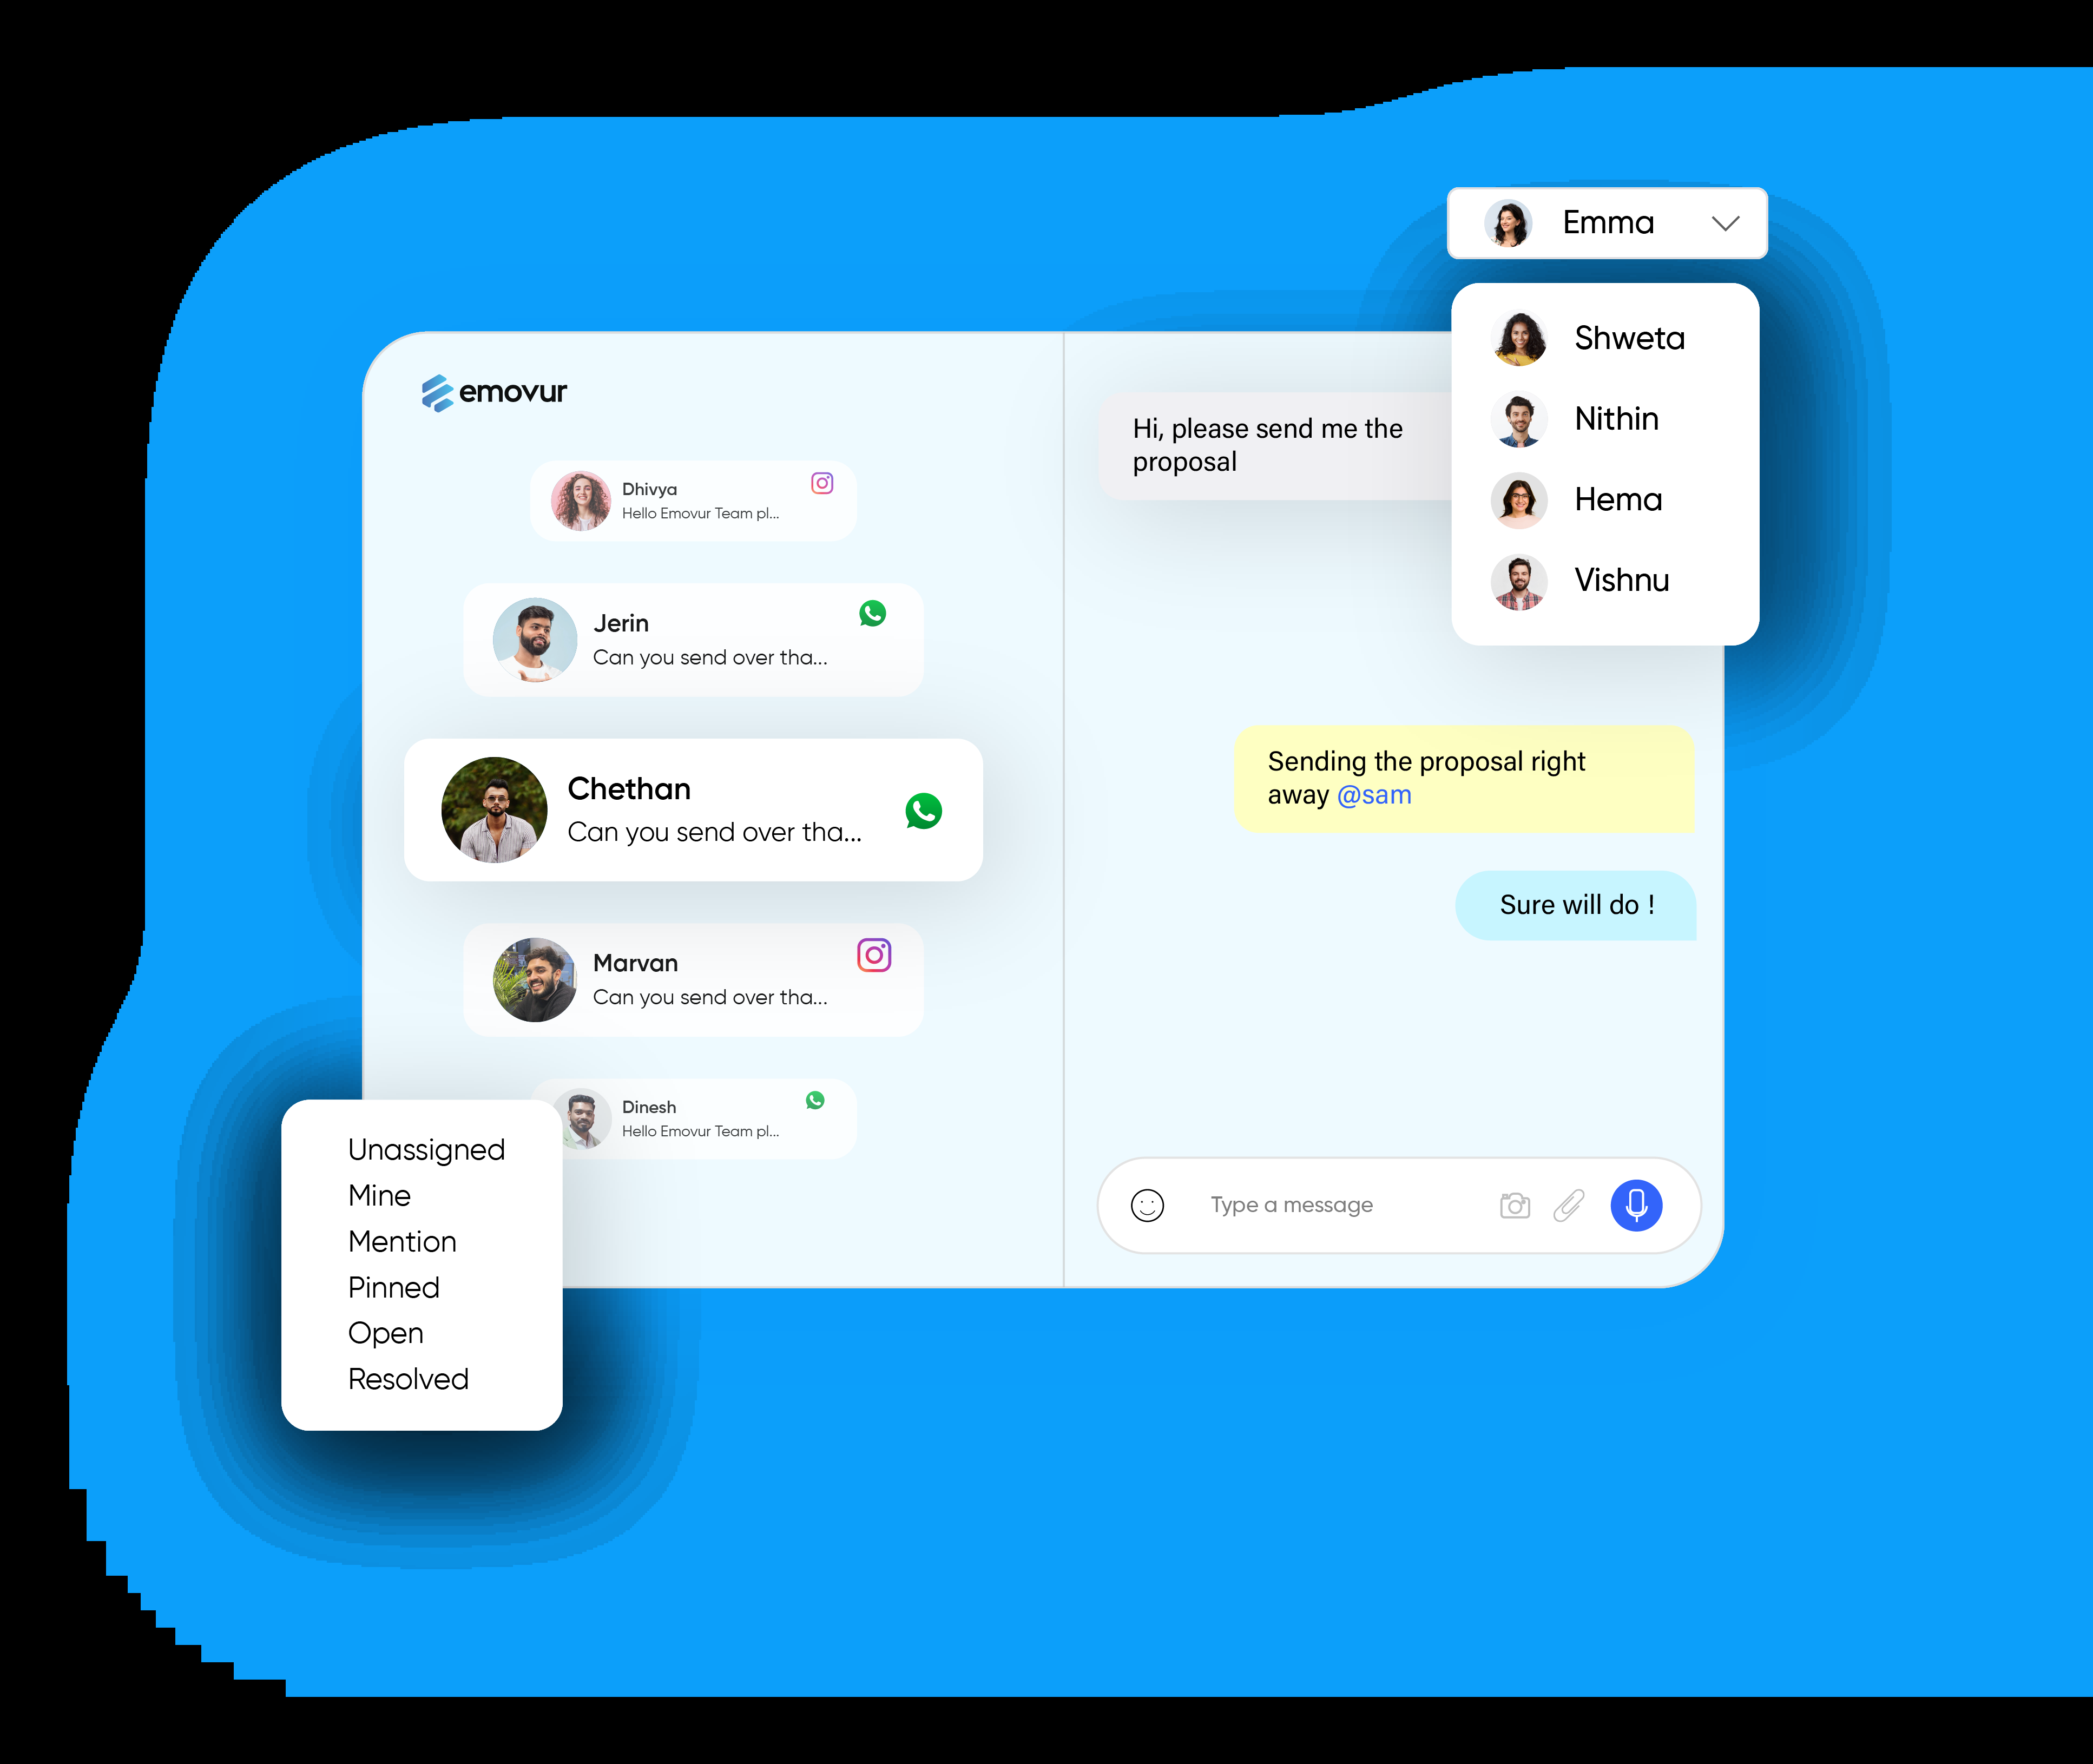 Emma
Shweta
Nithin
Hema
Vishnu
emovur
Dhivya
Hello Emovur Team pl...
Jerin
Can you send over tha...
Chethan
Can you send over tha...
Marvan
Can you send over tha...
Dinesh
Hello Emovur Team pl...
Unassigned
Mine
Mention
Pinned
Open
Resolved
Hi, please send me the
proposal
Sending the proposal right
away @sam
Sure will do !
Type a message